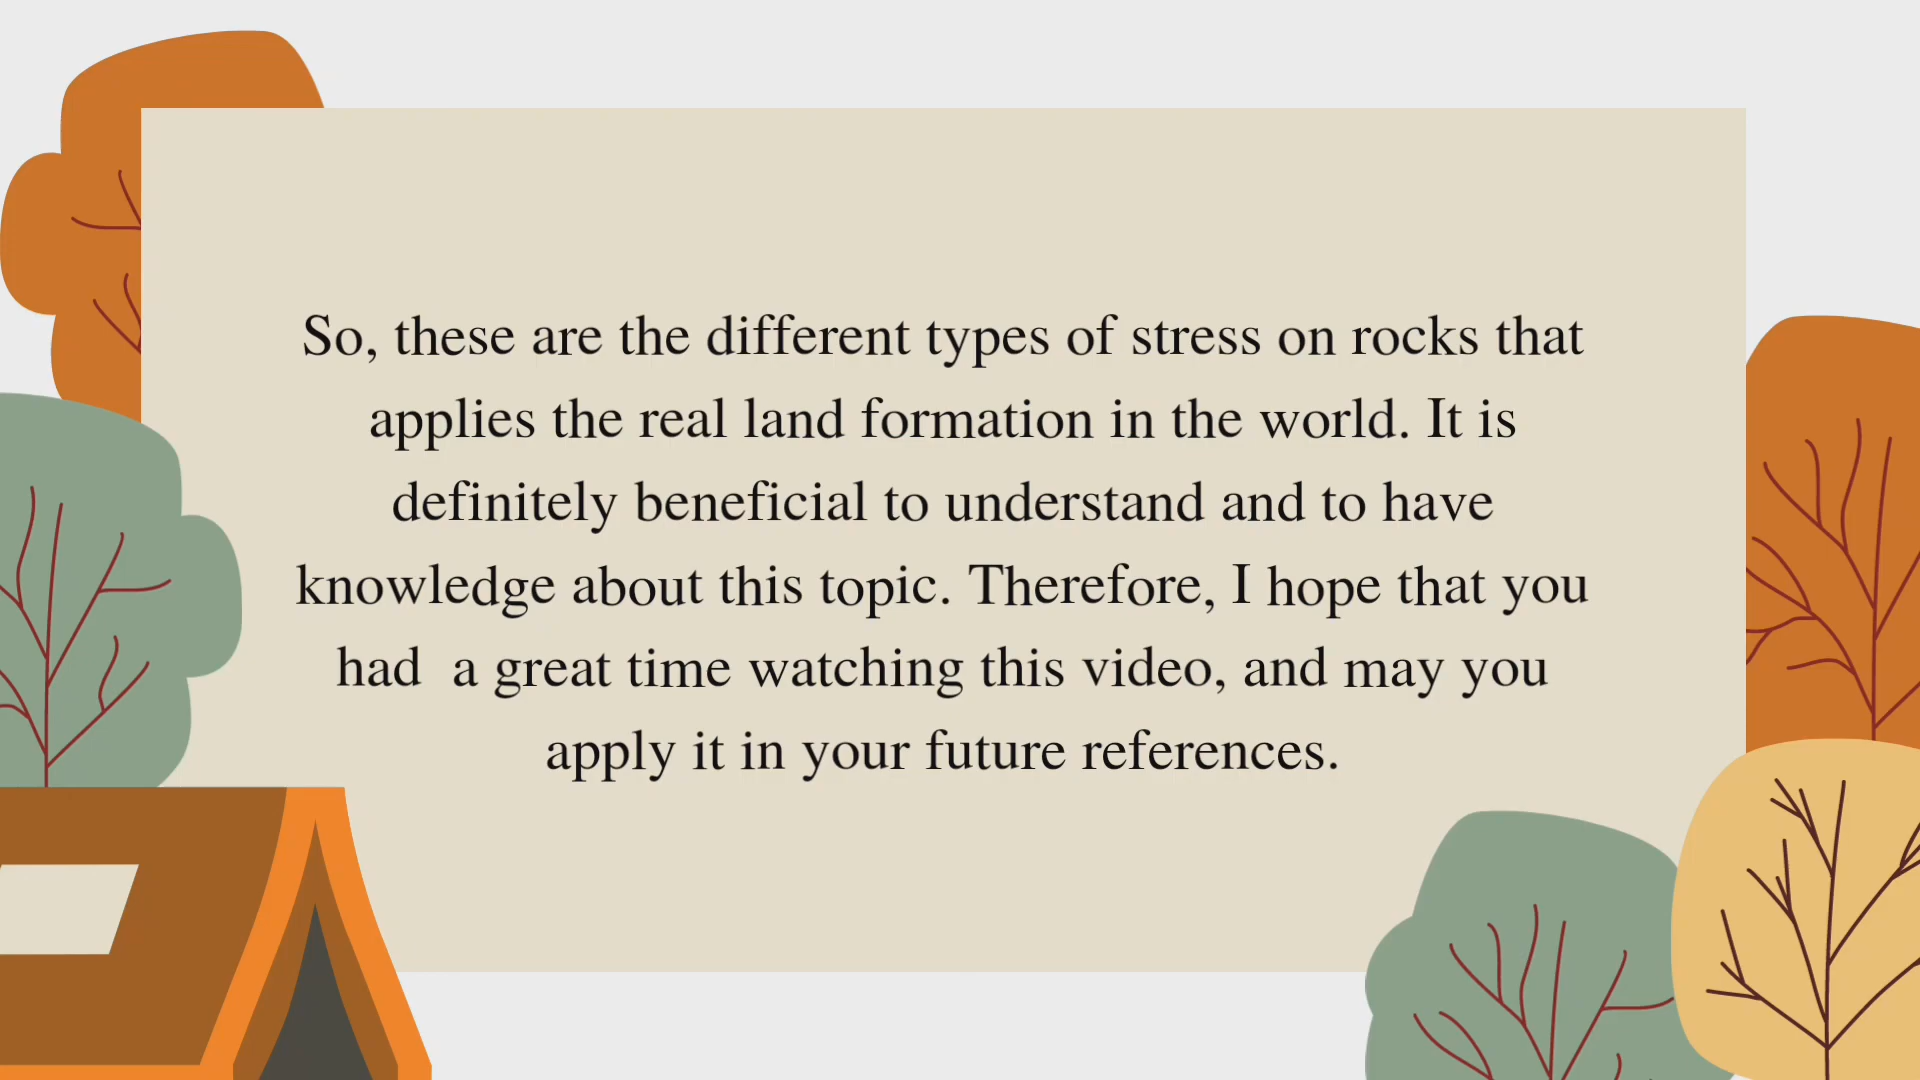 So, these are the different types of stress on rocks that
applies the real land formation in the world. It is
definitely beneficial to understand and to have
knowledge about this topic. Therefore, I hope that you
had  a great time watching this video, and may you
apply it in your future references.